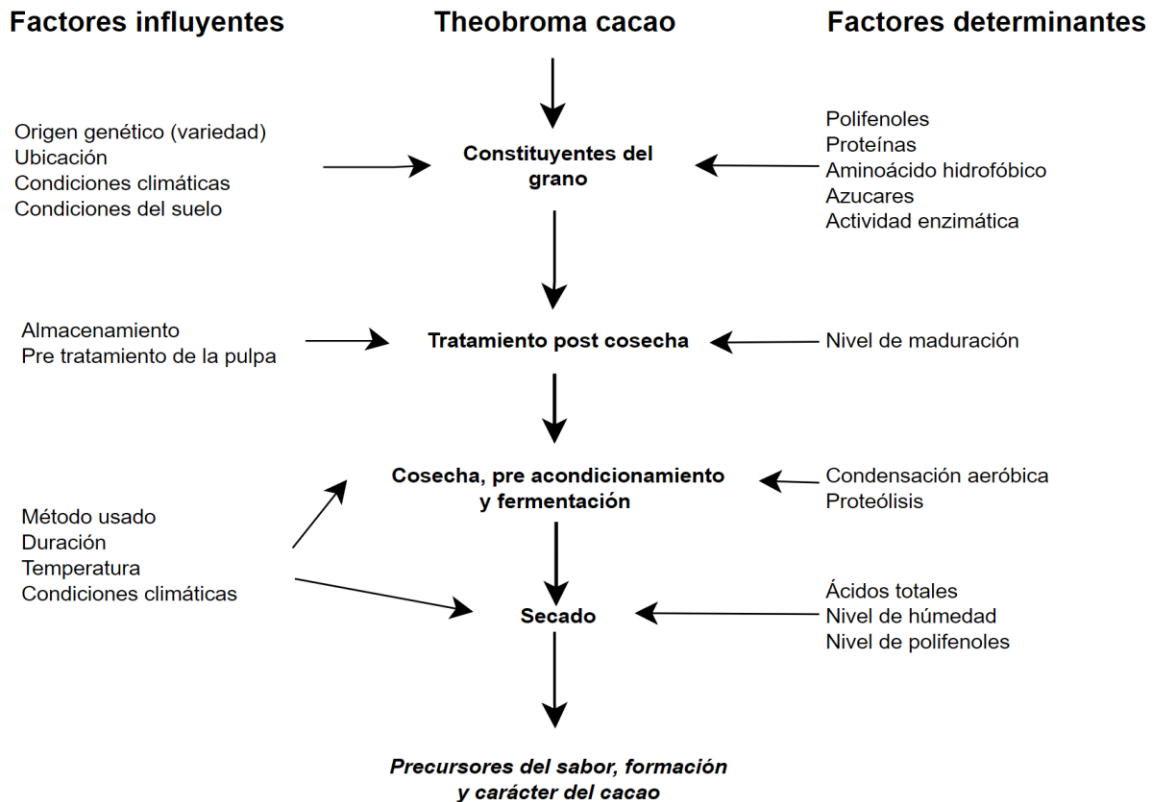 Factores influyentes
Theobroma cacao
Factores determinantes
Origen genético (variedad)
Ubicación
Condiciones climáticas
Condiciones del suelo
Constituyentes del
grano
Polifenoles
Proteínas
Aminoácido hidrofóbico
Azucares
Actividad enzimática
Almacenamiento
Pre tratamiento de la pulpa
Tratamiento post cosecha
Nivel de maduración
Método usado
Duración
Temperatura
Condiciones climáticas
Cosecha, pre acondicionamiento
y fermentación
Condensación aeróbica
Proteólisis
Secado
Ácidos totales
Nivel de húmedad
Nivel de polifenoles
Precursores del sabor, formación
y carácter del cacao